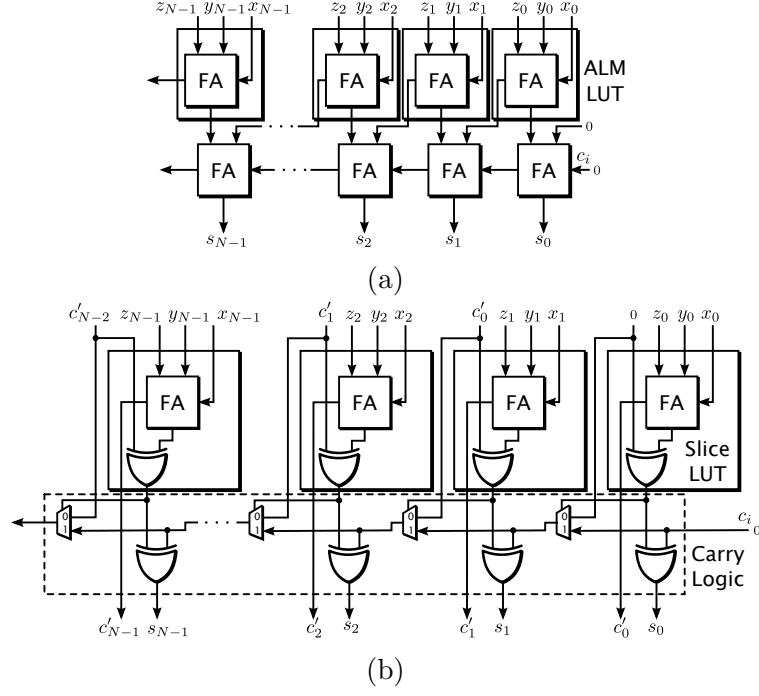 z_{N-1} y_{N-1} x_{N-1} z_2 y_2 x_2 z_1 y_1 x_1 z_0 y_0 x_0
FA FA FA FA ALM
LUT
· · · · 0
FA · · · FA FA FA c_i 0
s_{N-1} s_2 s_1 s_0
(a)
c'_{N-2} z_{N-1} y_{N-1} x_{N-1} c'_1 z_2 y_2 x_2 c'_0 z_1 y_1 x_1 0 z_0 y_0 x_0
FA FA FA FA
Slice
LUT
0 1 · · · · 0 1 0 1 0 1 c_i 0
Carry
Logic
c'_{N-1} s_{N-1} c'_2 s_2 c'_1 s_1 c'_0 s_0
(b)